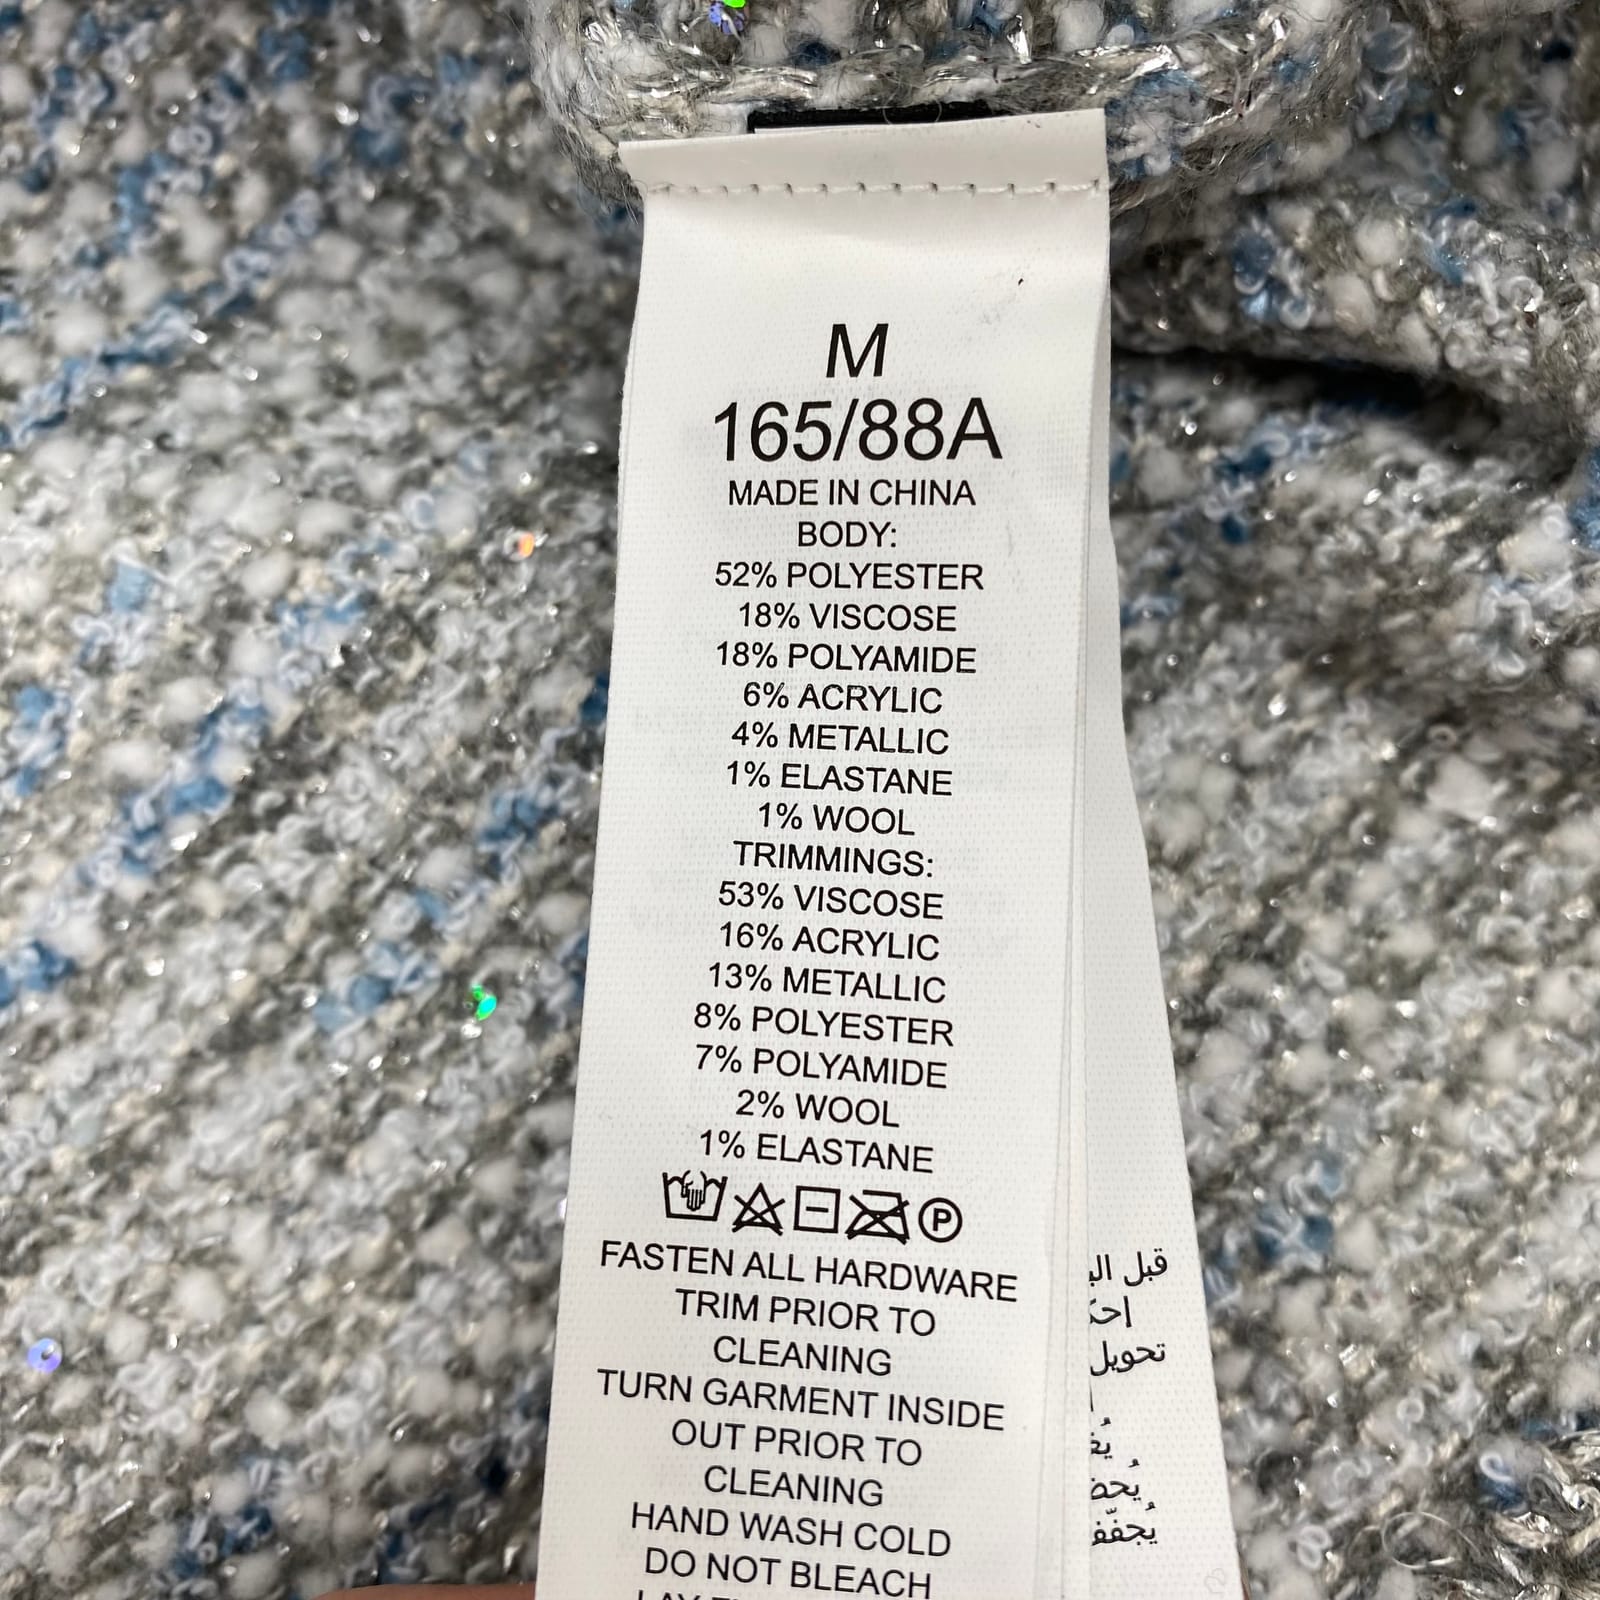 M
165/88A
MADE IN CHINA
BODY:
52% POLYESTER
18% VISCOSE
18% POLYAMIDE
6% ACRYLIC
4% METALLIC
1% ELASTANE
1% WOOL
TRIMMINGS:
53% VISCOSE
16% ACRYLIC
13% METALLIC
8% POLYESTER
7% POLYAMIDE
2% WOOL
1% ELASTANE
P
FASTEN ALL HARDWARE
TRIM PRIOR TO
CLEANING
TURN GARMENT INSIDE
OUT PRIOR TO
CLEANING
HAND WASH COLD
DO NOT BLEACH
قبل
تحويل